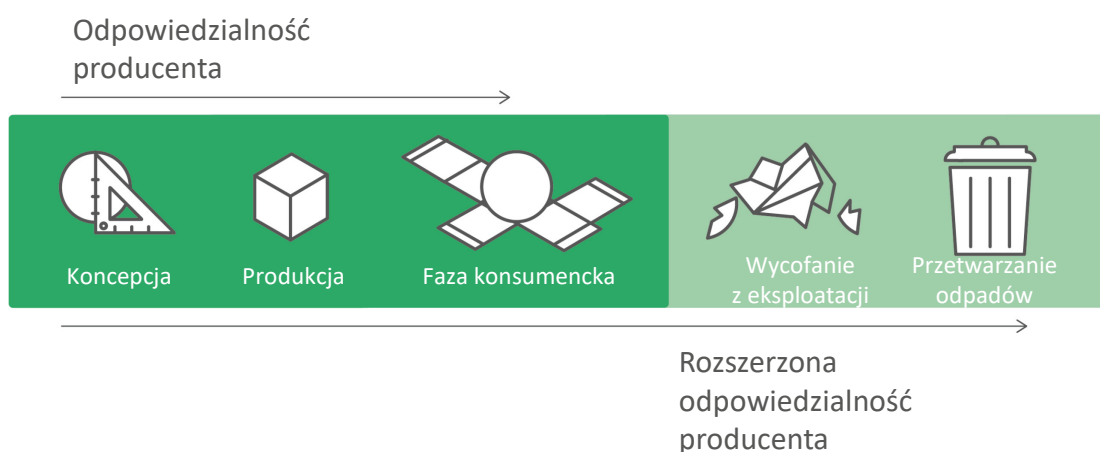 Odpowiedzialność
producenta
Koncepcja
Produkcja
Faza konsumencka
Wycofanie
z eksploatacji
Przetwarzanie
odpadów
Rozszerzona
odpowiedzialność
producenta